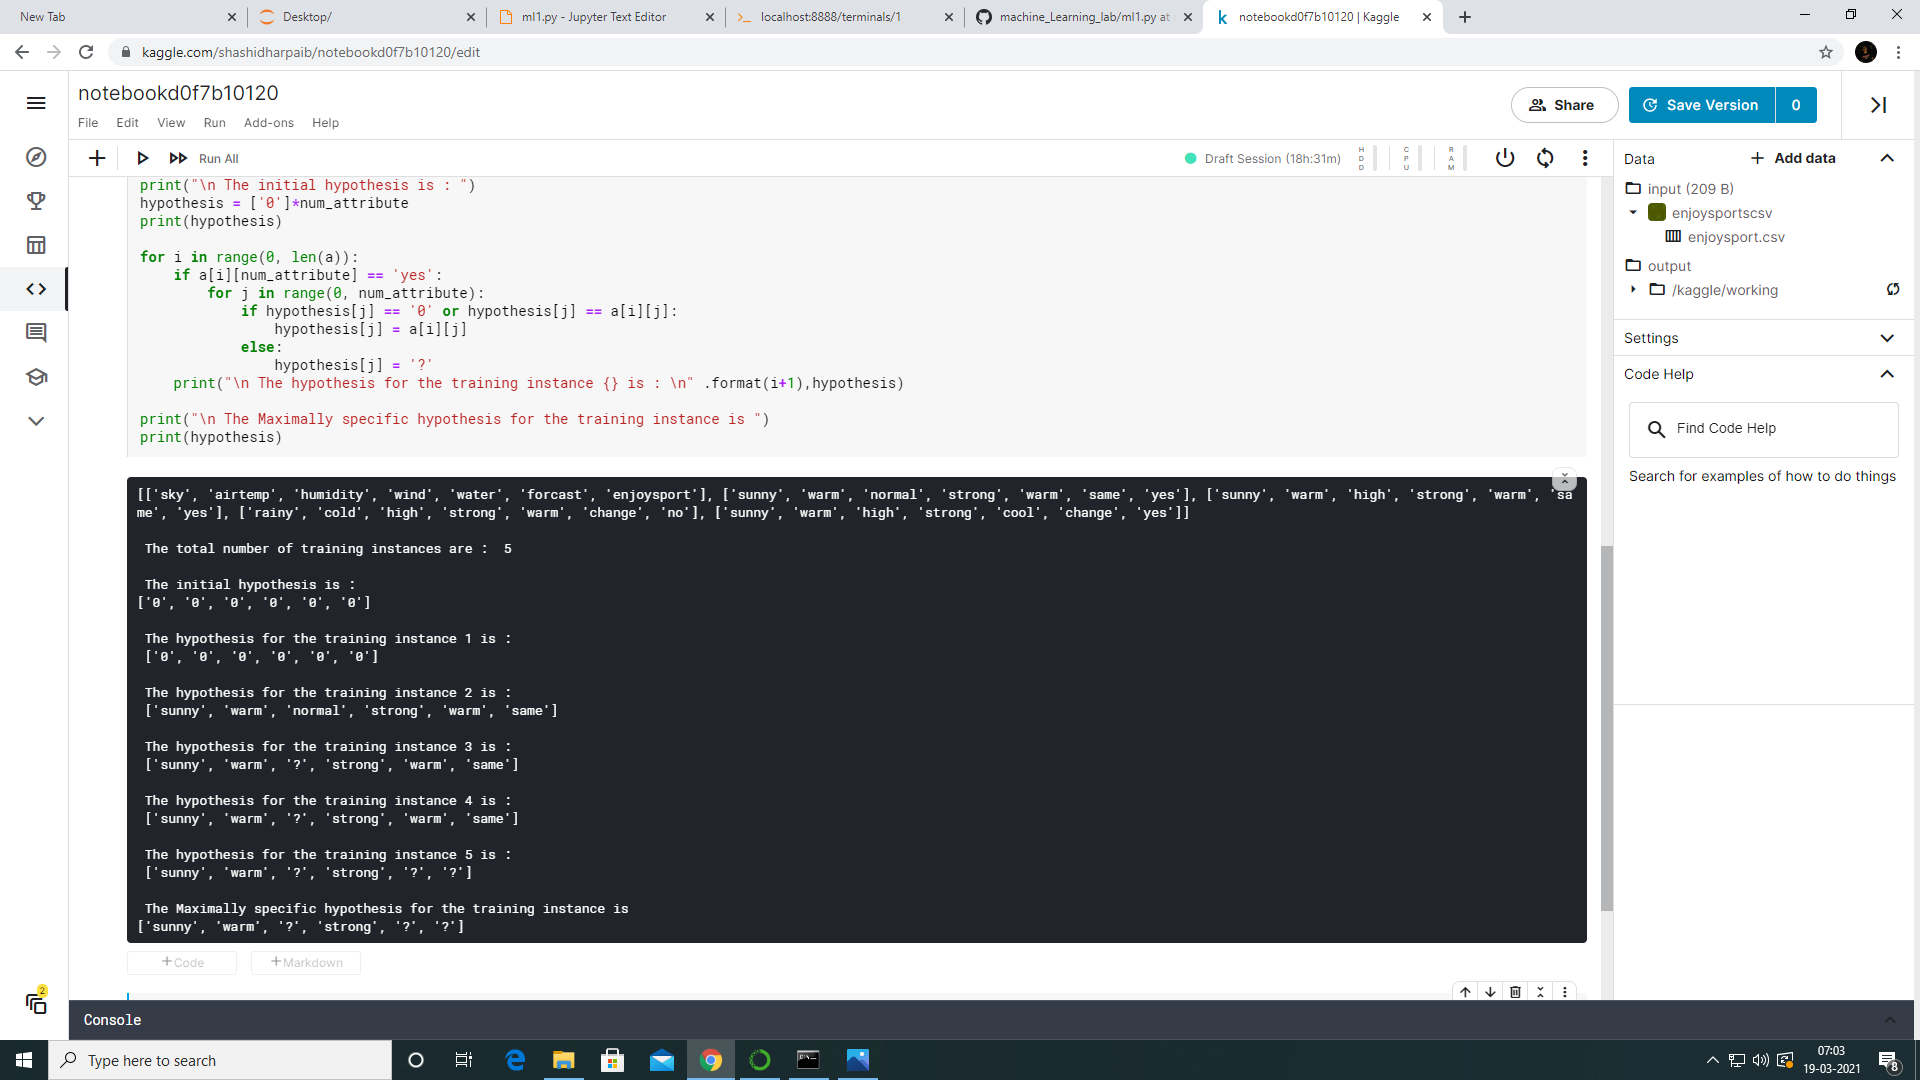 New Tab
Desktop/
ml1.py - Jupyter Text Editor
localhost:8888/terminals/1
machine_Learning_lab/ml1.py at
notebookd0f7b10120 | Kaggle
kaggle.com/shashidharpaib/notebookd0f7b10120/edit
notebookd0f7b10120
File Edit View Run Add-ons Help
Share
Save Version 0
Run All
Draft Session (18h:31m)
HDD
CPU
RAM
print("\n The initial hypothesis is : ")
hypothesis = ['0']*num_attribute
print(hypothesis)
for i in range(0, len(a)):
    if a[i][num_attribute] == 'yes':
        for j in range(0, num_attribute):
            if hypothesis[j] == '0' or hypothesis[j] == a[i][j]:
                hypothesis[j] = a[i][j]
            else:
                hypothesis[j] = '?'
    print("\n The hypothesis for the training instance {} is : \n" .format(i+1),hypothesis)
print("\n The Maximally specific hypothesis for the training instance is ")
print(hypothesis)
[['sky', 'airtemp', 'humidity', 'wind', 'water', 'forcast', 'enjoysport'], ['sunny', 'warm', 'normal', 'strong', 'warm', 'same', 'yes'], ['sunny', 'warm', 'high', 'strong', 'warm', 'sa
me', 'yes'], ['rainy', 'cold', 'high', 'strong', 'warm', 'change', 'no'], ['sunny', 'warm', 'high', 'strong', 'cool', 'change', 'yes']]
The total number of training instances are :  5
The initial hypothesis is :
['0', '0', '0', '0', '0', '0']
The hypothesis for the training instance 1 is :
['0', '0', '0', '0', '0', '0']
The hypothesis for the training instance 2 is :
['sunny', 'warm', 'normal', 'strong', 'warm', 'same']
The hypothesis for the training instance 3 is :
['sunny', 'warm', '?', 'strong', 'warm', 'same']
The hypothesis for the training instance 4 is :
['sunny', 'warm', '?', 'strong', 'warm', 'same']
The hypothesis for the training instance 5 is :
['sunny', 'warm', '?', 'strong', '?', '?']
The Maximally specific hypothesis for the training instance is
['sunny', 'warm', '?', 'strong', '?', '?']
+Code
+Markdown
Data
+ Add data
input (209 B)
enjoysportscsv
enjoysport.csv
output
/kaggle/working
Settings
Code Help
Find Code Help
Search for examples of how to do things
2
Console
Type here to search
07:03
19-03-2021
8